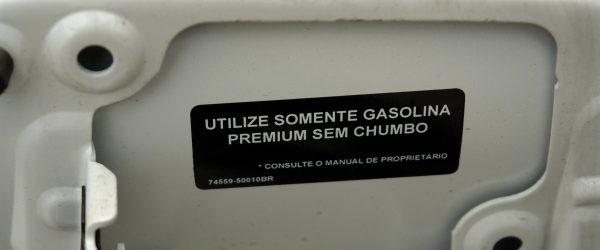 UTILIZE SOMENTE GASOLINA
PREMIUM SEM CHUMBO
* CONSULTE O MANUAL DE PROPRIETÁRIO
74559-50010BR